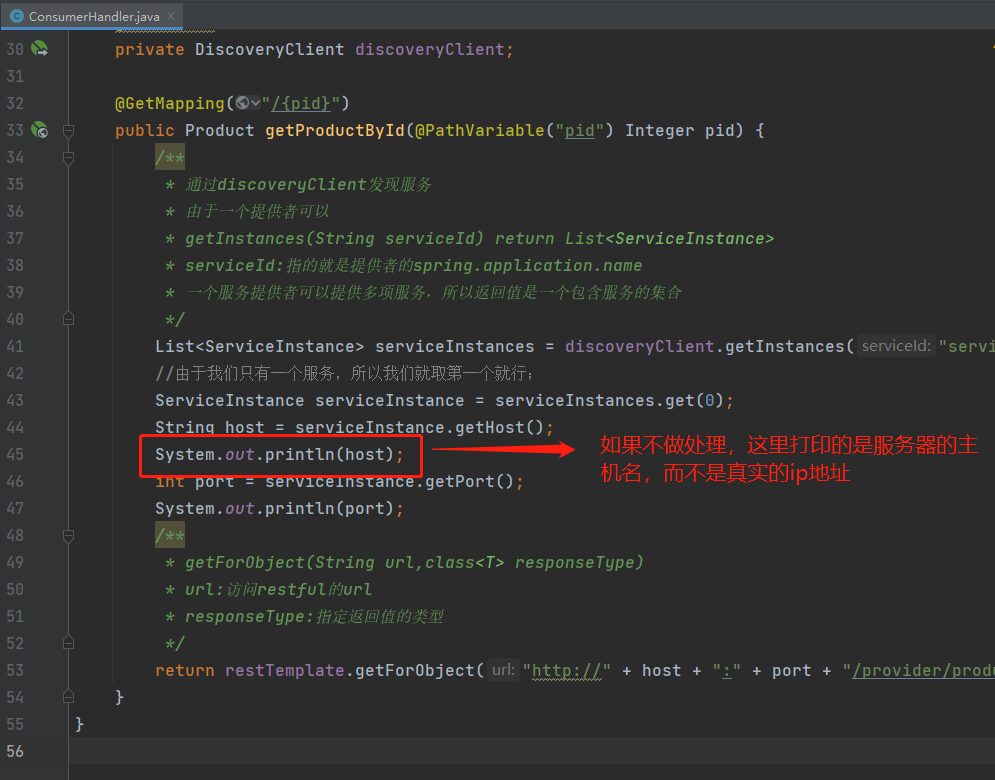 ConsumerHandler.java
30 private DiscoveryClient discoveryClient;
31
32 @GetMapping("/{pid}")
33 public Product getProductById(@PathVariable("pid") Integer pid) {
34 /**
35 * 通过discoveryClient发现服务
36 * 由于一个提供者可以
37 * getInstances(String serviceId) return List<ServiceInstance>
38 * serviceId:指的就是提供者的spring.application.name
39 * 一个服务提供者可以提供多项服务，所以返回值是一个包含服务的集合
40 */
41 List<ServiceInstance> serviceInstances = discoveryClient.getInstances( serviceId: "servi
42 //由于我们只有一个服务，所以我们就取第一个就行；
43 ServiceInstance serviceInstance = serviceInstances.get(0);
44 String host = serviceInstance.getHost();
45 System.out.println(host);
如果不做处理，这里打印的是服务器的主
机名，而不是真实的ip地址
46 int port = serviceInstance.getPort();
47 System.out.println(port);
48 /**
49 * getForObject(String url,class<T> responseType)
50 * url:访问restful的url
51 * responseType:指定返回值的类型
52 */
53 return restTemplate.getForObject( url: "http://" + host + ":" + port + "/provider/produ
54 }
55 }
56